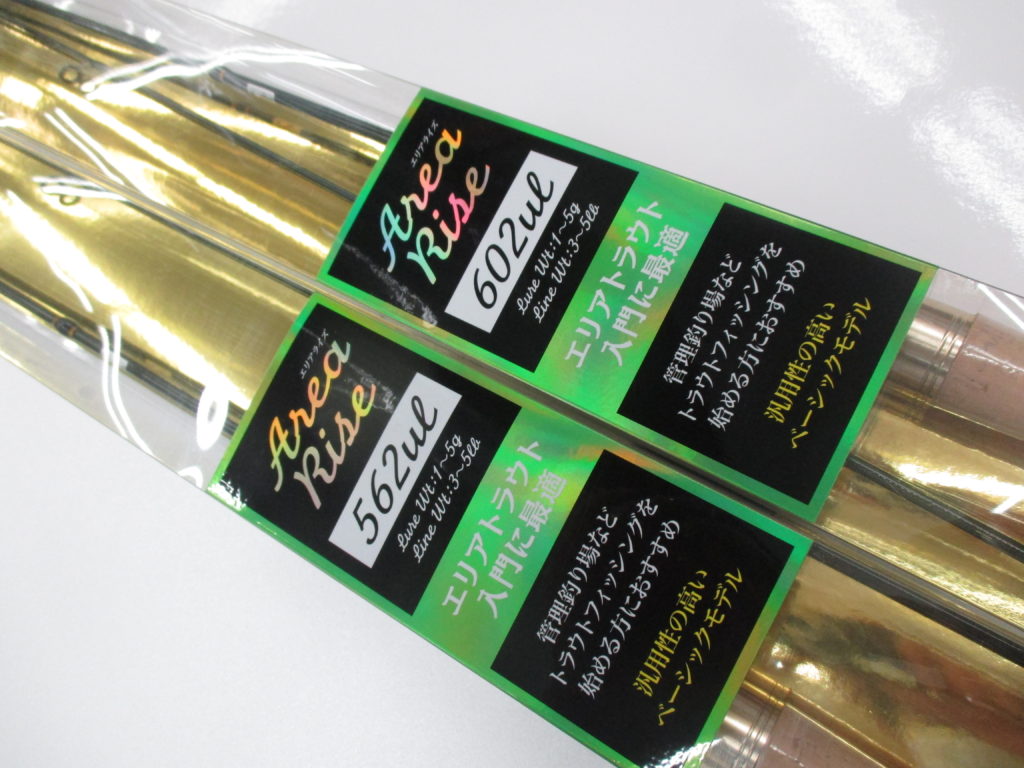 エリアライズ
Area
Rise
602ul
Lure Wt:1~5g
Line Wt:3~5lb.
エリアトラウト
入門に最適
管理釣り場など
トラウトフィッシングを
始める方におすすめ
汎用性の高い
ベーシックモデル
エリアライズ
Area
Rise
562ul
Lure Wt:1~5g
Line Wt:3~5lb.
エリアトラウト
入門に最適
管理釣り場など
トラウトフィッシングを
始める方におすすめ
汎用性の高い
ベーシックモデル